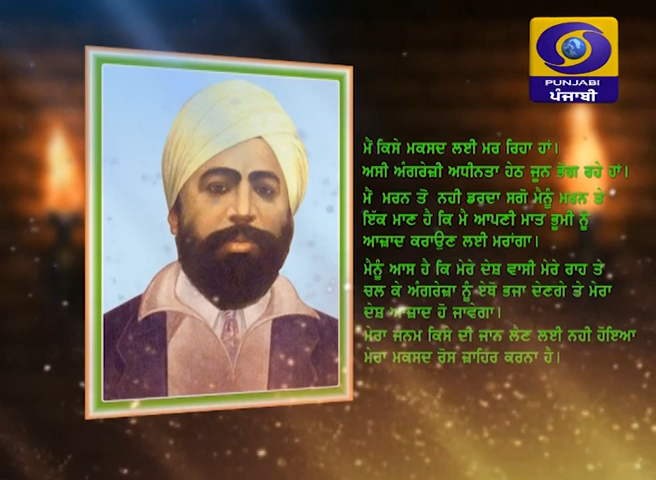 PUNJABI
ਪੰਜਾਬੀ
ਮੈਂ ਕਿਸੇ ਮਕਸਦ ਲਈ ਮਰ ਰਿਹਾ ਹਾਂ।
ਅਸੀ ਅੰਗਰੇਜ਼ੀ ਅਧੀਨਤਾ ਹੇਠ ਜੂਨ ਭੋਗ ਰਹੇ ਹਾਂ।
ਮੈਂ ਮਰਨ ਤੋਂ ਨਹੀ ਡਰਦਾ ਸਗੋ ਮੈਨੂੰ ਮਰਨ ਤੇ
ਇੱਕ ਮਾਣ ਹੈ ਕਿ ਮੈ ਆਪਣੀ ਮਾਤ ਭੂਮੀ ਨੂੰ
ਆਜ਼ਾਦ ਕਰਾਉਣ ਲਈ ਮਰਾਂਗਾ।
ਮੈਨੂੰ ਆਸ ਹੈ ਕਿ ਮੇਰੇ ਦੇਸ਼ ਵਾਸੀ ਮੇਰੇ ਰਾਹ ਤੇ
ਚਲ ਕੇ ਅੰਗਰੇਜ਼ਾ ਨੂੰ ਏਥੋ ਭਜਾ ਦੇਣਗੇ ਤੇ ਮੇਰਾ
ਦੇਸ਼ ਅਜ਼ਾਦ ਹੋ ਜਾਵੇਗਾ।
ਮੇਰਾ ਜਨਮ ਕਿਸੇ ਦੀ ਜਾਨ ਲੈਣ ਲਈ ਨਹੀ ਹੋਇਆ
ਮੇਰਾ ਮਕਸਦ ਰੋਸ ਜ਼ਾਹਿਰ ਕਰਨਾ ਹੈ।